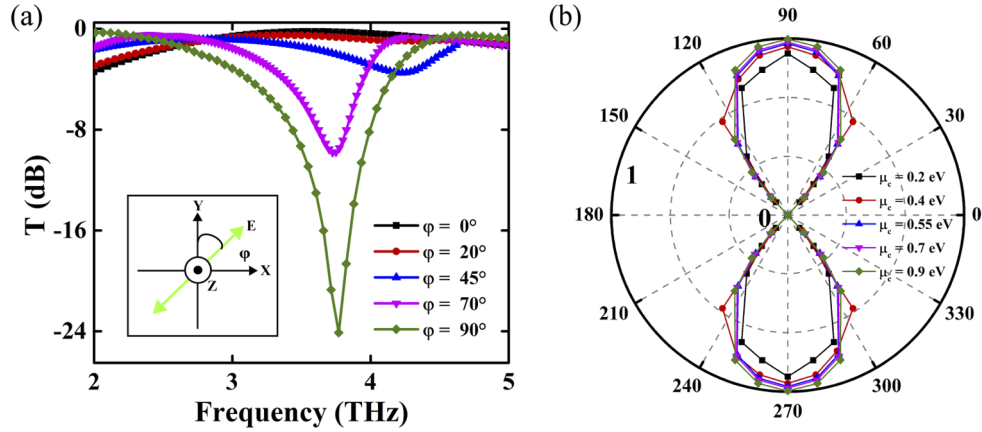 (a)
0
-8
-16
-24
T (dB)
2
3
4
5
Frequency (THz)
Y
E
φ
X
Z
φ = 0°
φ = 20°
φ = 45°
φ = 70°
φ = 90°
(b)
90
120
60
150
30
1
180
0
0
210
330
240
300
270
μc = 0.2 eV
μc = 0.4 eV
μc = 0.55 eV
μc = 0.7 eV
μc = 0.9 eV